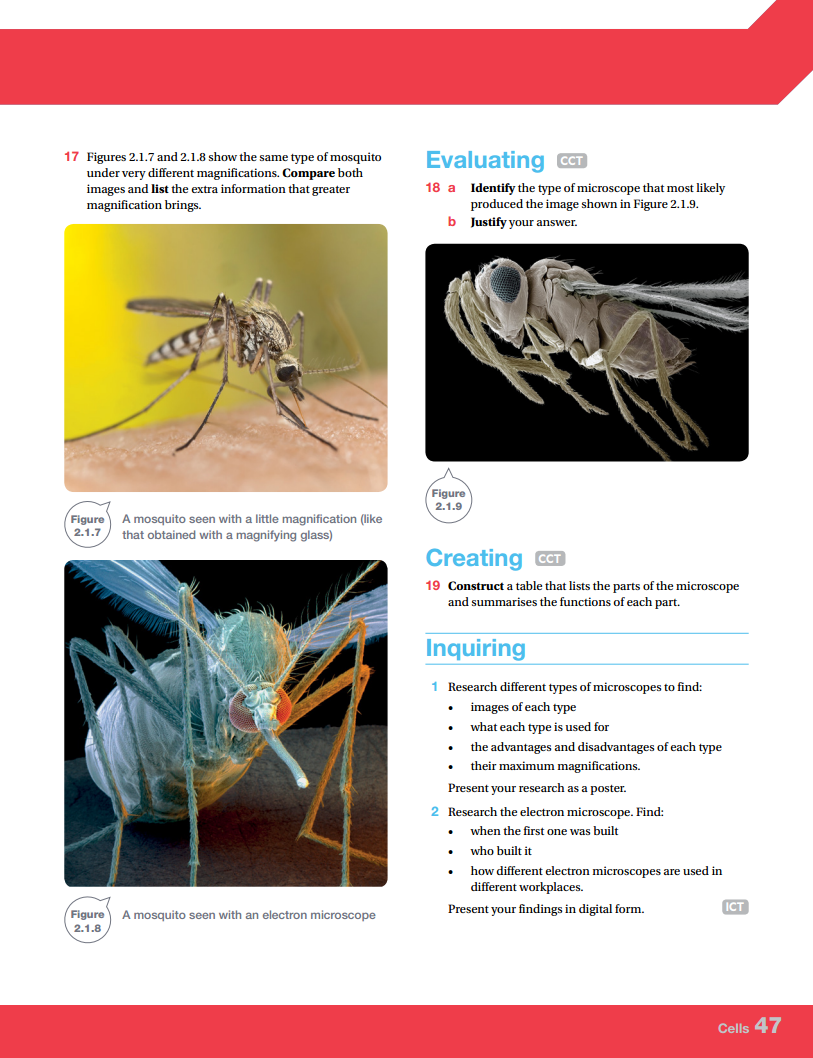 17 Figures 2.1.7 and 2.1.8 show the same type of mosquito
under very different magnifications. Compare both
images and list the extra information that greater
magnification brings.
Figure
2.1.7
A mosquito seen with a little magnification (like
that obtained with a magnifying glass)
Figure
2.1.8
A mosquito seen with an electron microscope
Evaluating CCT
18 a Identify the type of microscope that most likely
produced the image shown in Figure 2.1.9.
b Justify your answer.
Figure
2.1.9
Creating CCT
19 Construct a table that lists the parts of the microscope
and summarises the functions of each part.
Inquiring
1 Research different types of microscopes to find:
• images of each type
• what each type is used for
• the advantages and disadvantages of each type
• their maximum magnifications.
Present your research as a poster.
2 Research the electron microscope. Find:
• when the first one was built
• who built it
• how different electron microscopes are used in
different workplaces.
Present your findings in digital form. ICT
Cells 47